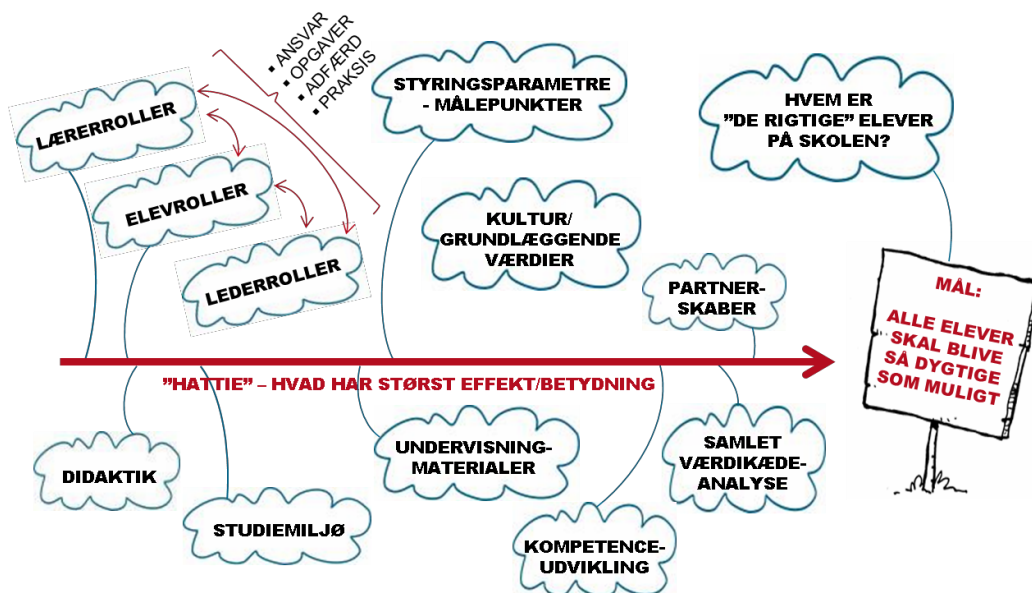 ▪ ANSVAR
▪ OPGAVER
▪ ADFÆRD
▪ PRAKSIS
LÆRERROLLER
ELEVROLLER
LEDERROLLER
STYRINGSPARAMETRE
- MÅLEPUNKTER
HVEM ER
”DE RIGTIGE” ELEVER
PÅ SKOLEN?
KULTUR/
GRUNDLÆGGENDE
VÆRDIER
PARTNER-
SKABER
MÅL:
ALLE ELEVER
SKAL BLIVE
SÅ DYGTIGE
SOM MULIGT
”HATTIE” – HVAD HAR STØRST EFFEKT/BETYDNING
DIDAKTIK
STUDIEMILJØ
UNDERVISNING-
MATERIALER
KOMPETENCE-
UDVIKLING
SAMLET
VÆRDIKÆDE-
ANALYSE